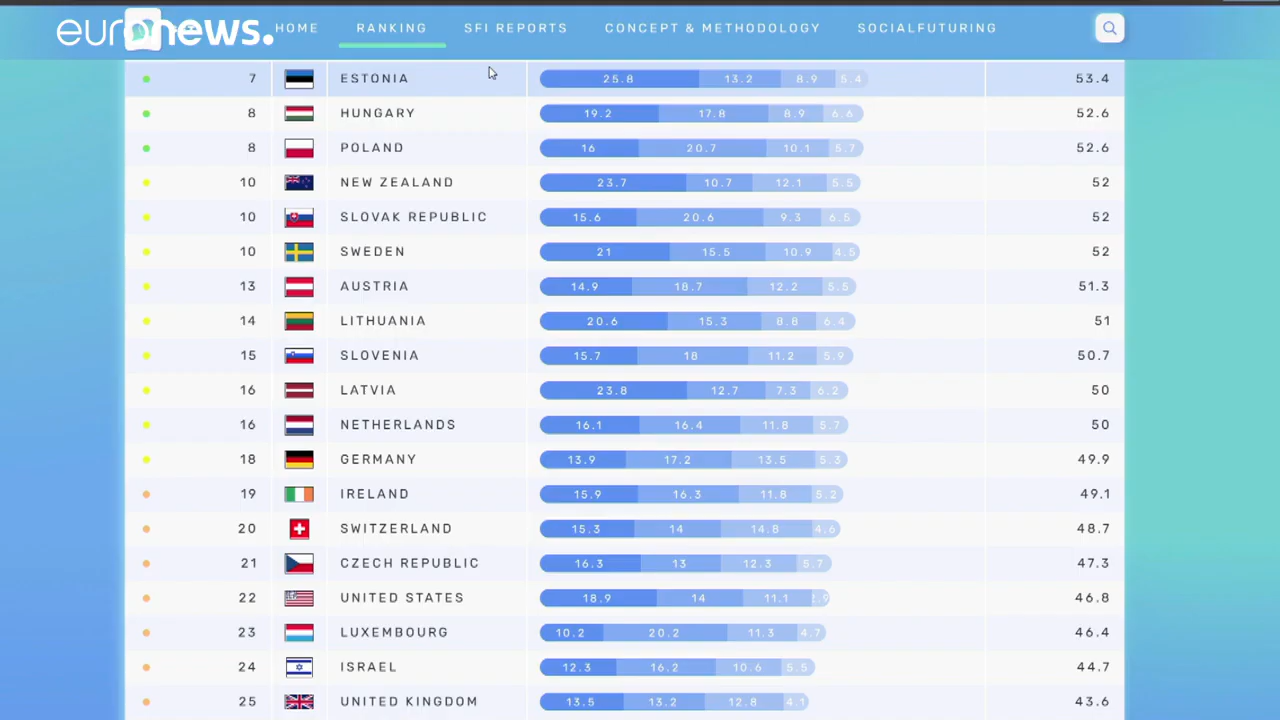 euronews.
HOME RANKING SFI REPORTS CONCEPT & METHODOLOGY SOCIALFUTURING
7 ESTONIA 25.8 13.2 8.9 5.4 53.4
8 HUNGARY 19.2 17.8 8.9 6.6 52.6
8 POLAND 16 20.7 10.1 5.7 52.6
10 NEW ZEALAND 23.7 10.7 12.1 5.5 52
10 SLOVAK REPUBLIC 15.6 20.6 9.3 6.5 52
10 SWEDEN 21 15.5 10.9 4.5 52
13 AUSTRIA 14.9 18.7 12.2 5.5 51.3
14 LITHUANIA 20.6 15.3 8.8 6.4 51
15 SLOVENIA 15.7 18 11.2 5.9 50.7
16 LATVIA 23.8 12.7 7.3 6.2 50
16 NETHERLANDS 16.1 16.4 11.8 5.7 50
18 GERMANY 13.9 17.2 13.5 5.3 49.9
19 IRELAND 15.9 16.3 11.8 5.2 49.1
20 SWITZERLAND 15.3 14 14.8 4.6 48.7
21 CZECH REPUBLIC 16.3 13 12.3 5.7 47.3
22 UNITED STATES 18.9 14 11.1 46.8
23 LUXEMBOURG 10.2 20.2 11.3 4.7 46.4
24 ISRAEL 12.3 16.2 10.6 5.5 44.7
25 UNITED KINGDOM 13.5 13.2 12.8 4.1 43.6